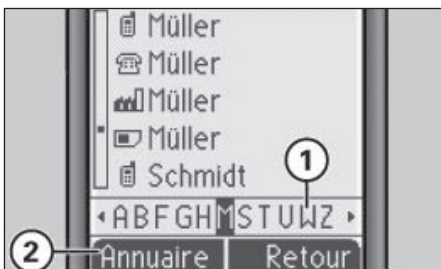 Müller
Müller
Müller
Müller
Schmidt
1
ABFGHMSTUWZ
2
Annuaire Retour